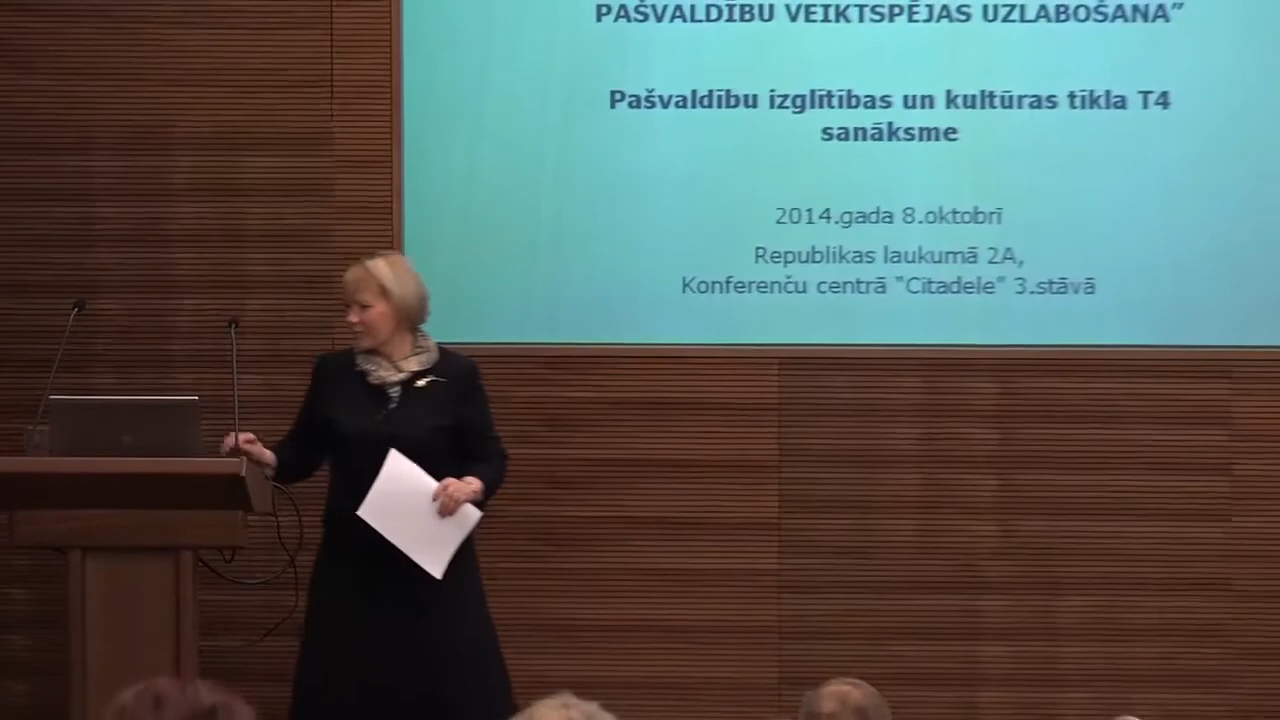 PAŠVALDĪBU VEIKTSPĒJAS UZLABOŠANA”
Pašvaldību izglītības un kultūras tīkla T4
sanāksme
2014.gada 8.oktobrī
Republikas laukumā 2A,
Konferenču centrā “Citadele” 3.stāvā